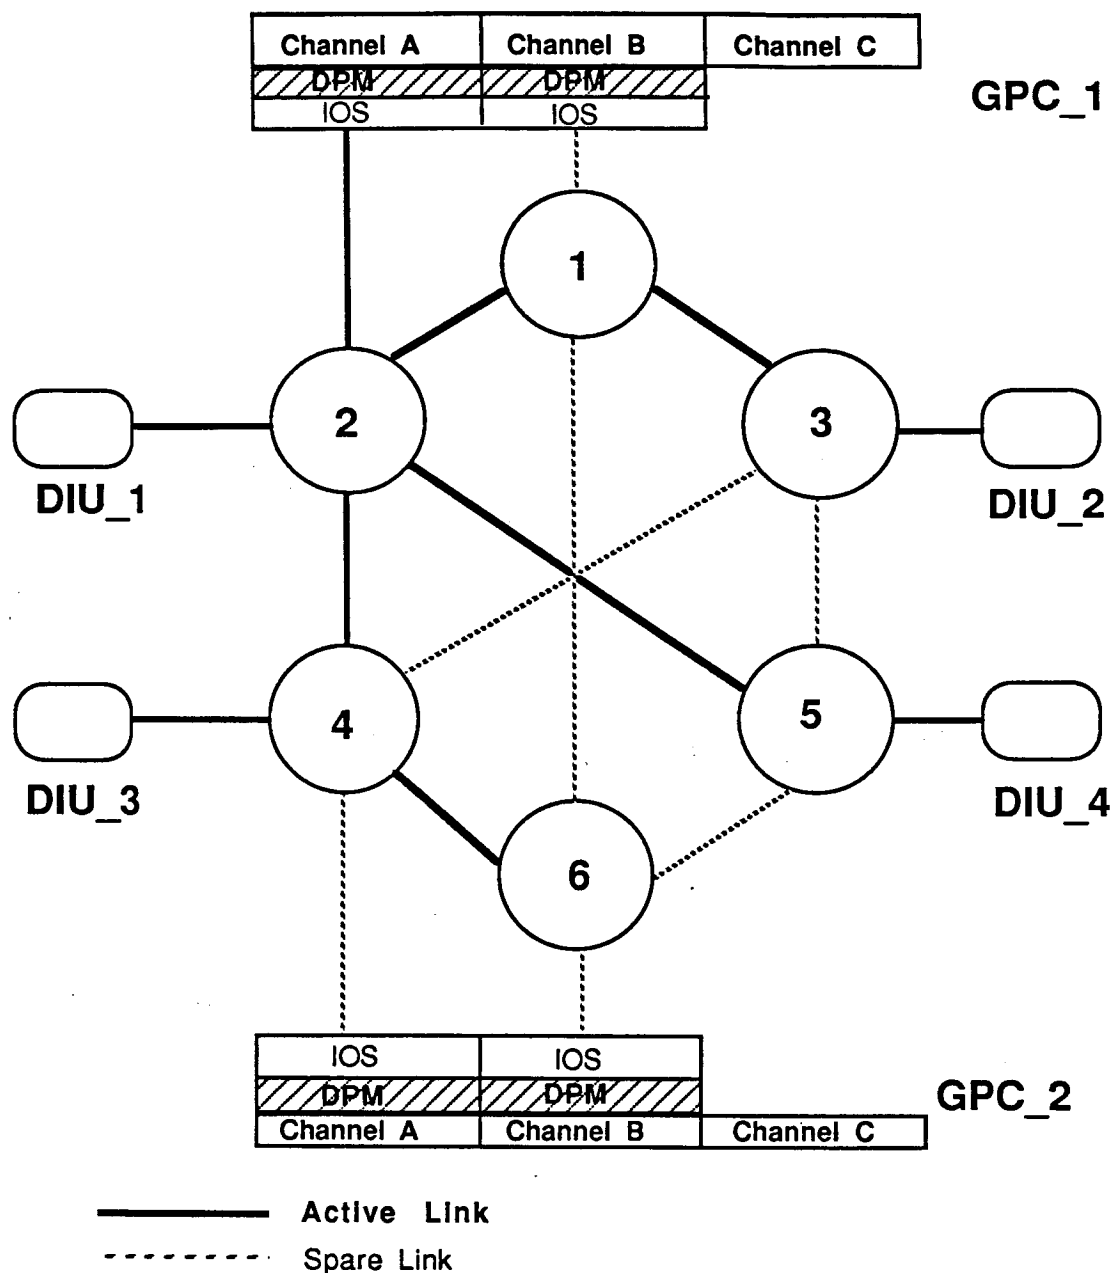 Channel A Channel B Channel C
DPM DPM
GPC_1
IOS IOS
1
2 3
DIU_1 DIU_2
4 5
DIU_3 DIU_4
6
IOS IOS
DPM DPM
GPC_2
Channel A Channel B Channel C
Active Link
Spare Link